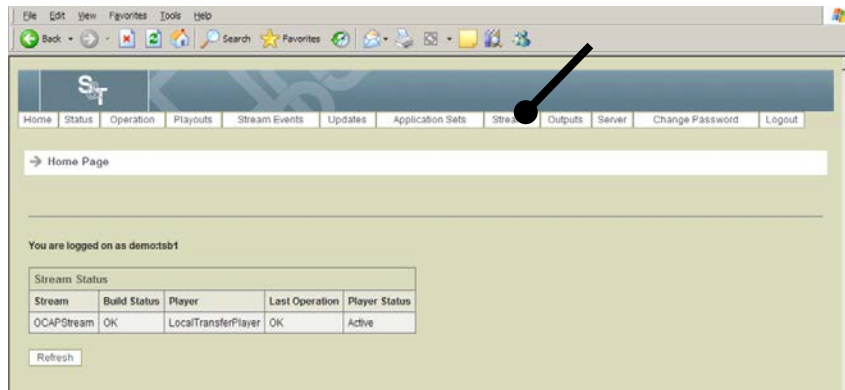 File Edit View Favorites Tools Help
Back Search Favorites
S&T
Home Status Operation Playouts Stream Events Updates Application Sets Outputs Server Change Password Logout
Home Page
You are logged on as demo:tsb1
Stream Status
Stream Build Status Player Last Operation Player Status
OCAPStream OK LocalTransferPlayer OK Active
Refresh